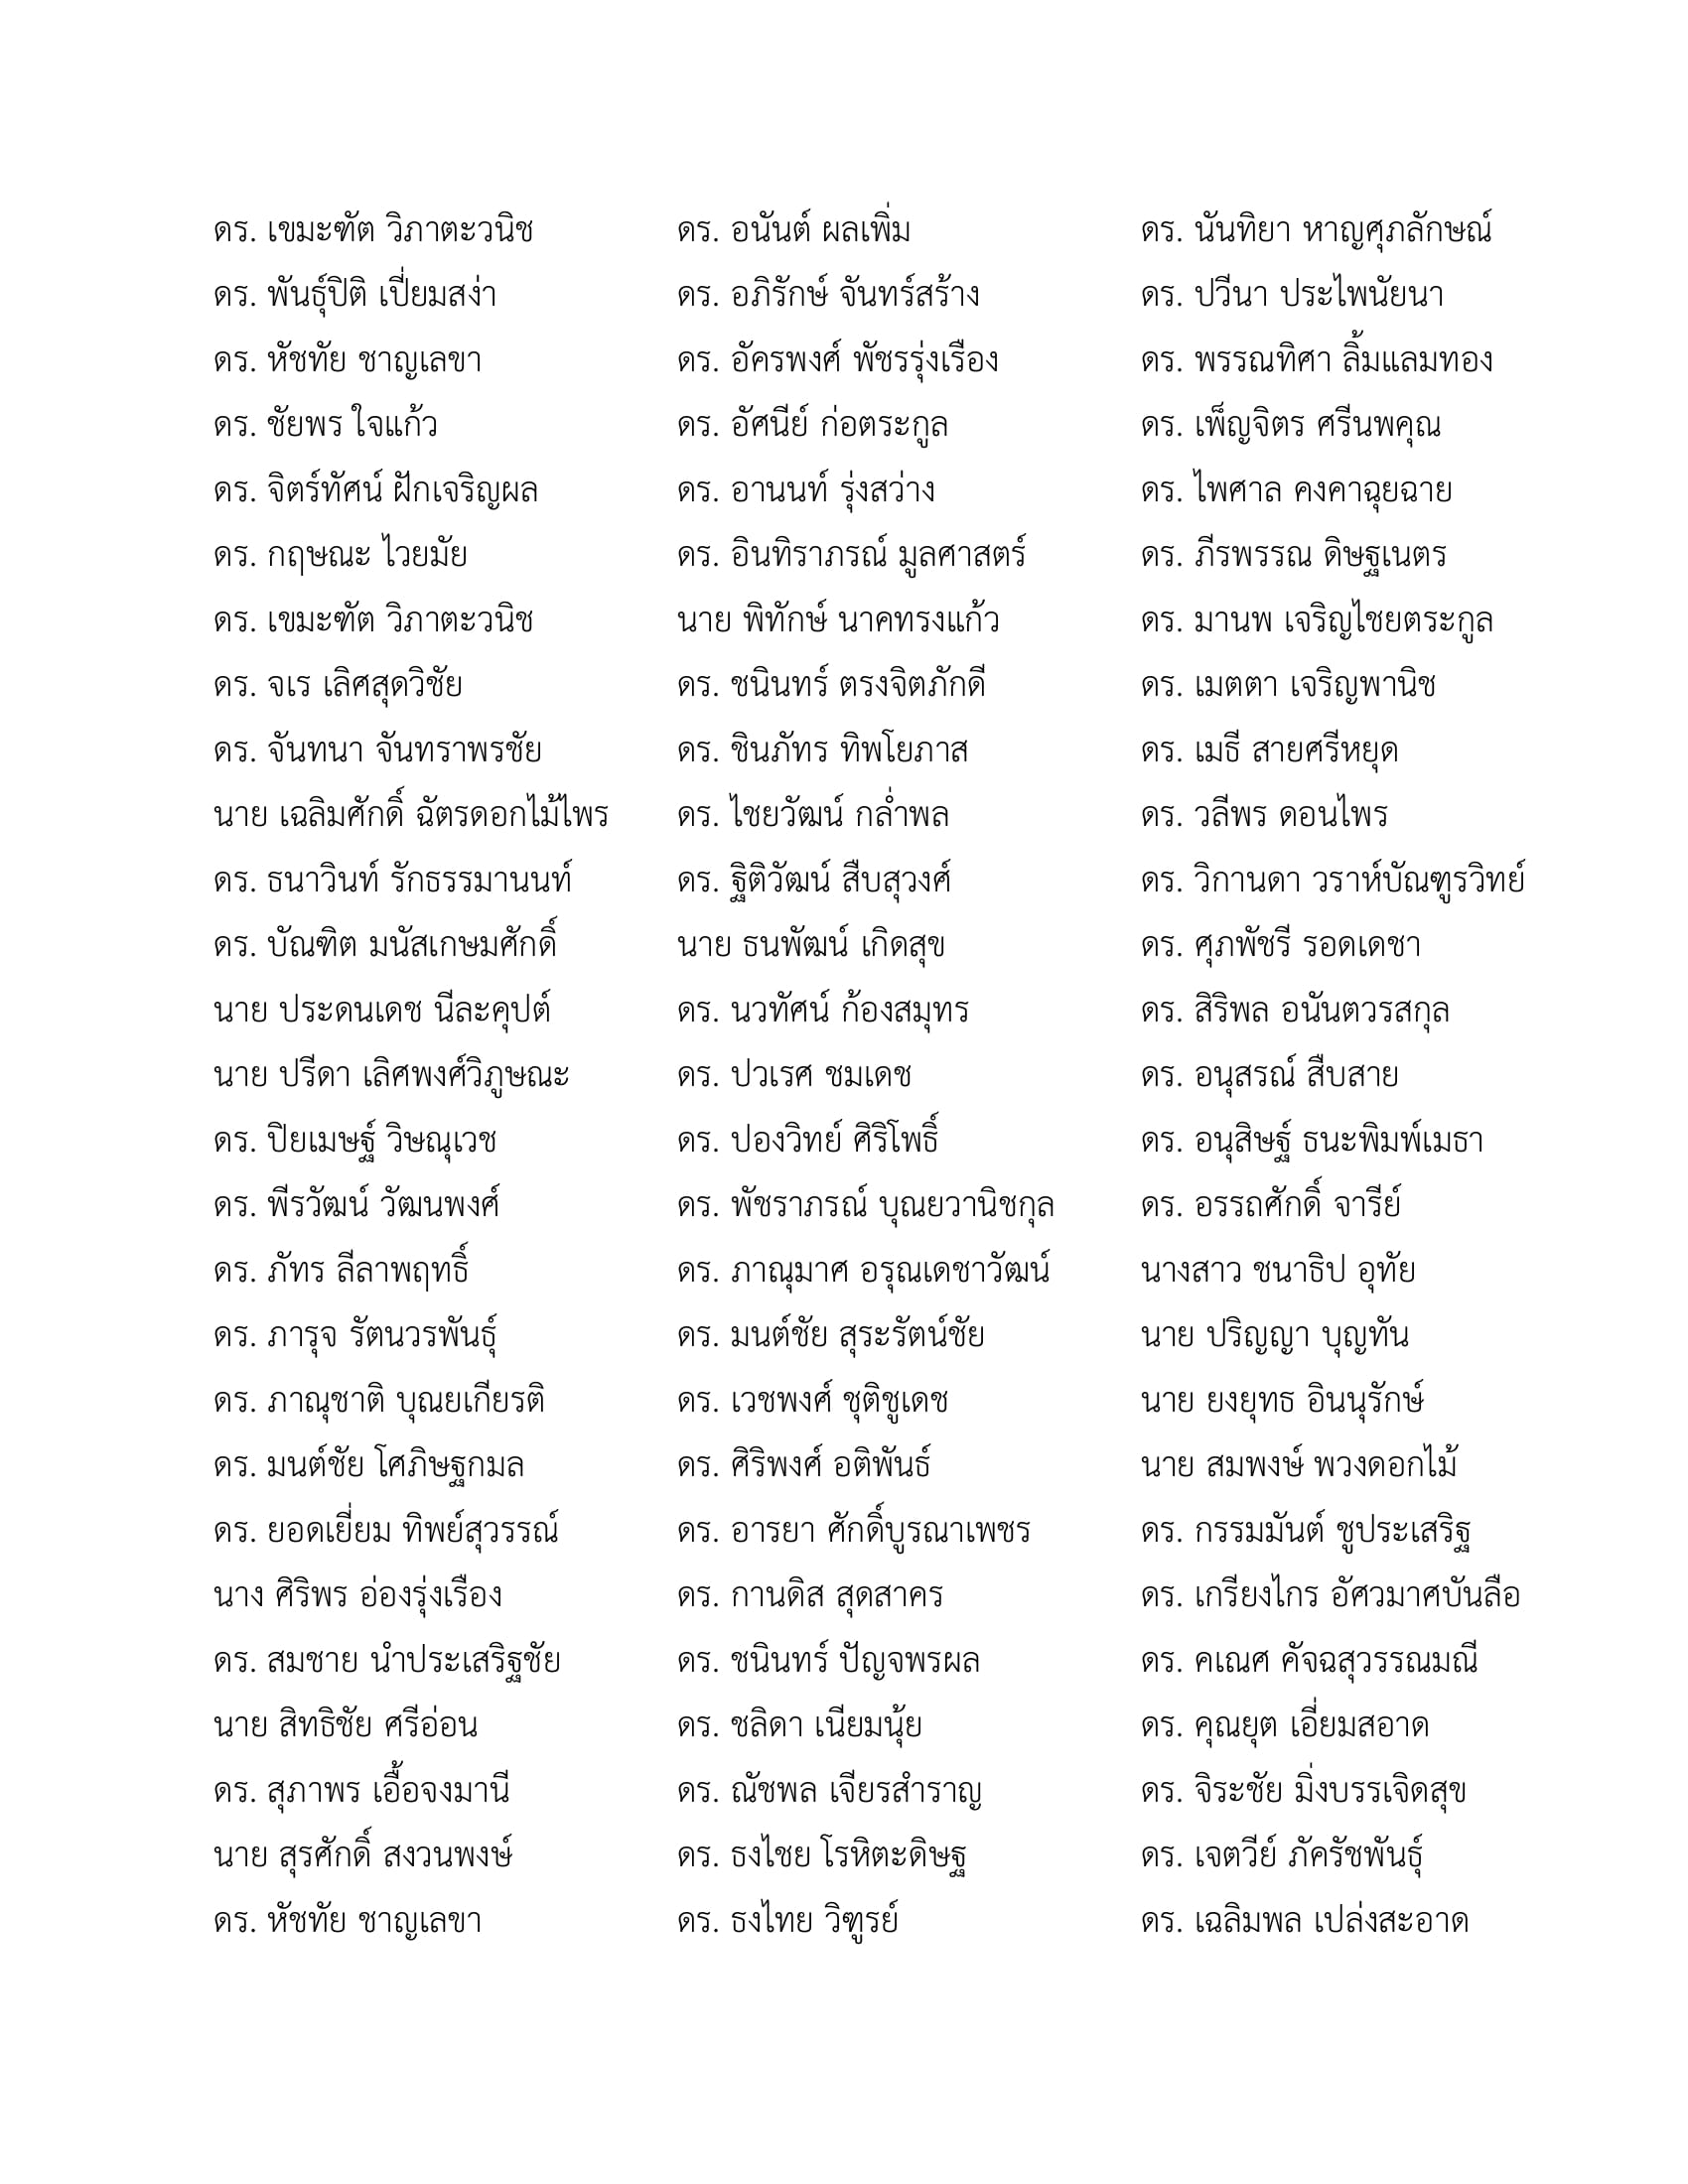 ดร. เขมะฑัต วิภาตะวนิช
ดร. พันธุ์ปิติ เปี่ยมสง่า
ดร. หัชทัย ชาญเลขา
ดร. ชัยพร ใจแก้ว
ดร. จิตร์ทัศน์ ฝักเจริญผล
ดร. กฤษณะ ไวยมัย
ดร. เขมะฑัต วิภาตะวนิช
ดร. จเร เลิศสุดวิชัย
ดร. จันทนา จันทราพรชัย
นาย เฉลิมศักดิ์ ฉัตรดอกไม้ไพร
ดร. ธนาวินท์ รักธรรมานนท์
ดร. บัณฑิต มนัสเกษมศักดิ์
นาย ประดนเดช นีละคุปต์
นาย ปรีดา เลิศพงศ์วิภูษณะ
ดร. ปิยเมษฐ์ วิษณุเวช
ดร. พีรวัฒน์ วัฒนพงศ์
ดร. ภัทร ลีลาพฤทธิ์
ดร. ภารุจ รัตนวรพันธุ์
ดร. ภาณุชาติ บุณยเกียรติ
ดร. มนต์ชัย โศภิษฐกมล
ดร. ยอดเยี่ยม ทิพย์สุวรรณ์
นาง ศิริพร อ่องรุ่งเรือง
ดร. สมชาย นำประเสริฐชัย
นาย สิทธิชัย ศรีอ่อน
ดร. สุภาพร เอื้อจงมานี
นาย สุรศักดิ์ สงวนพงษ์
ดร. หัชทัย ชาญเลขา
ดร. อนันต์ ผลเพิ่ม
ดร. อภิรักษ์ จันทร์สร้าง
ดร. อัครพงศ์ พัชรรุ่งเรือง
ดร. อัศนีย์ ก่อตระกูล
ดร. อานนท์ รุ่งสว่าง
ดร. อินทิราภรณ์ มูลศาสตร์
นาย พิทักษ์ นาคทรงแก้ว
ดร. ชนินทร์ ตรงจิตภักดี
ดร. ชินภัทร ทิพโยภาส
ดร. ไชยวัฒน์ กล่ำพล
ดร. ฐิติวัฒน์ สืบสุวงศ์
นาย ธนพัฒน์ เกิดสุข
ดร. นวทัศน์ ก้องสมุทร
ดร. ปวเรศ ชมเดช
ดร. ปองวิทย์ ศิริโพธิ์
ดร. พัชราภรณ์ บุณยวานิชกุล
ดร. ภาณุมาศ อรุณเดชาวัฒน์
ดร. มนต์ชัย สุระรัตน์ชัย
ดร. เวชพงศ์ ชุติชูเดช
ดร. ศิริพงศ์ อติพันธ์
ดร. อารยา ศักดิ์บูรณาเพชร
ดร. กานดิส สุดสาคร
ดร. ชนินทร์ ปัญจพรผล
ดร. ชลิดา เนียมนุ้ย
ดร. ณัชพล เจียรสำราญ
ดร. ธงไชย โรหิตะดิษฐ
ดร. ธงไทย วิฑูรย์
ดร. นันทิยา หาญศุภลักษณ์
ดร. ปวีนา ประไพนัยนา
ดร. พรรณทิศา ลิ้มแลมทอง
ดร. เพ็ญจิตร ศรีนพคุณ
ดร. ไพศาล คงคาฉุยฉาย
ดร. ภีรพรรณ ดิษฐเนตร
ดร. มานพ เจริญไชยตระกูล
ดร. เมตตา เจริญพานิช
ดร. เมธี สายศรีหยุด
ดร. วลีพร ดอนไพร
ดร. วิกานดา วราห์บัณฑูรวิทย์
ดร. ศุภพัชรี รอดเดชา
ดร. สิริพล อนันตวรสกุล
ดร. อนุสรณ์ สืบสาย
ดร. อนุสิษฐ์ ธนะพิมพ์เมธา
ดร. อรรถศักดิ์ จารีย์
นางสาว ชนาธิป อุทัย
นาย ปริญญา บุญทัน
นาย ยงยุทธ อินนุรักษ์
นาย สมพงษ์ พวงดอกไม้
ดร. กรรมมันต์ ชูประเสริฐ
ดร. เกรียงไกร อัศวมาศบันลือ
ดร. คเณศ คัจฉสุวรรณมณี
ดร. คุณยุต เอี่ยมสอาด
ดร. จิระชัย มิ่งบรรเจิดสุข
ดร. เจตวีย์ ภัครัชพันธุ์
ดร. เฉลิมพล เปล่งสะอาด